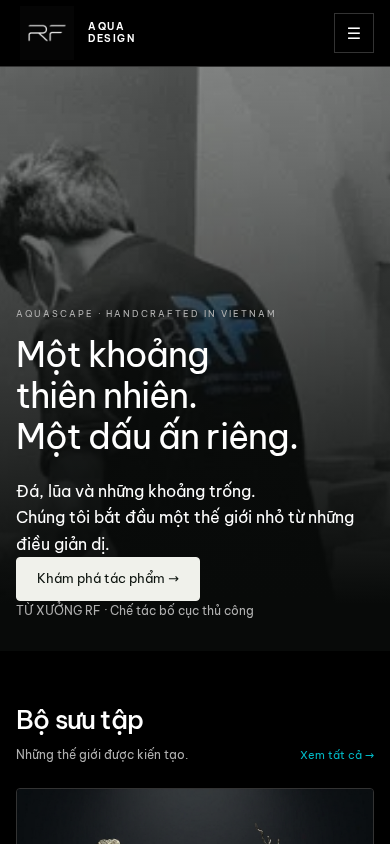 RF
AQUA
DESIGN
☰
RF
AQUASCAPE · HANDCRAFTED IN VIETNAM
Một khoảng
thiên nhiên.
Một dấu ấn riêng.
Đá, lũa và những khoảng trống.
Chúng tôi bắt đầu một thế giới nhỏ từ những
điều giản dị.
Khám phá tác phẩm →
TỪ XƯỞNG RF · Chế tác bố cục thủ công
Bộ sưu tập
Những thế giới được kiến tạo.
Xem tất cả →